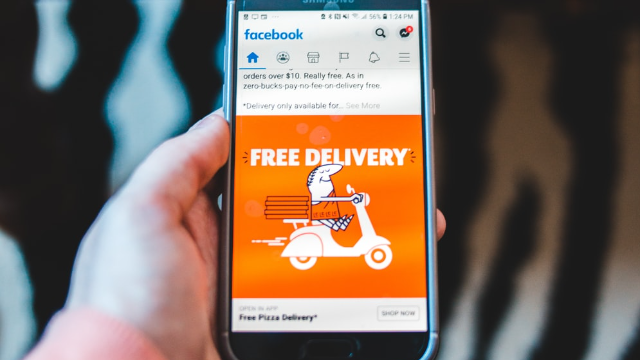 SAMSUNG
56% 1:24 PM
facebook
orders over $10. Really free. As in
zero-bucks-pay-no-fee-on-delivery free.
*Delivery only available for... See More
FREE DELIVERY*
OPEN IN APP
Free Pizza Delivery*
SHOP NOW